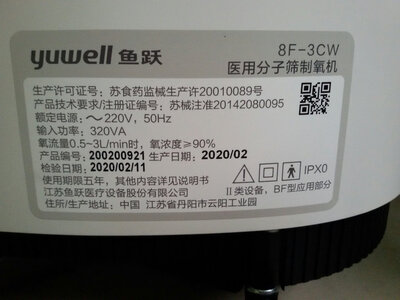 yuwell 鱼跃
8F-3CW
医用分子筛制氧机
生产许可证号：苏食药监械生产许20010089号
产品技术要求/注册证编号：苏械注准20142080095
额定电源：～220V, 50Hz
输入功率：320VA
氧流量0.5~3L/min时，氧浓度≥90%
产品编号 200200921 生产日期：2020/02
检验日期：2020/02/11
使用期限五年，其他内容详见说明书
江苏鱼跃医疗设备股份有限公司
住所/生产地址：中国 江苏省丹阳市云阳工业园
IPX0
II类设备，BF型应用部分